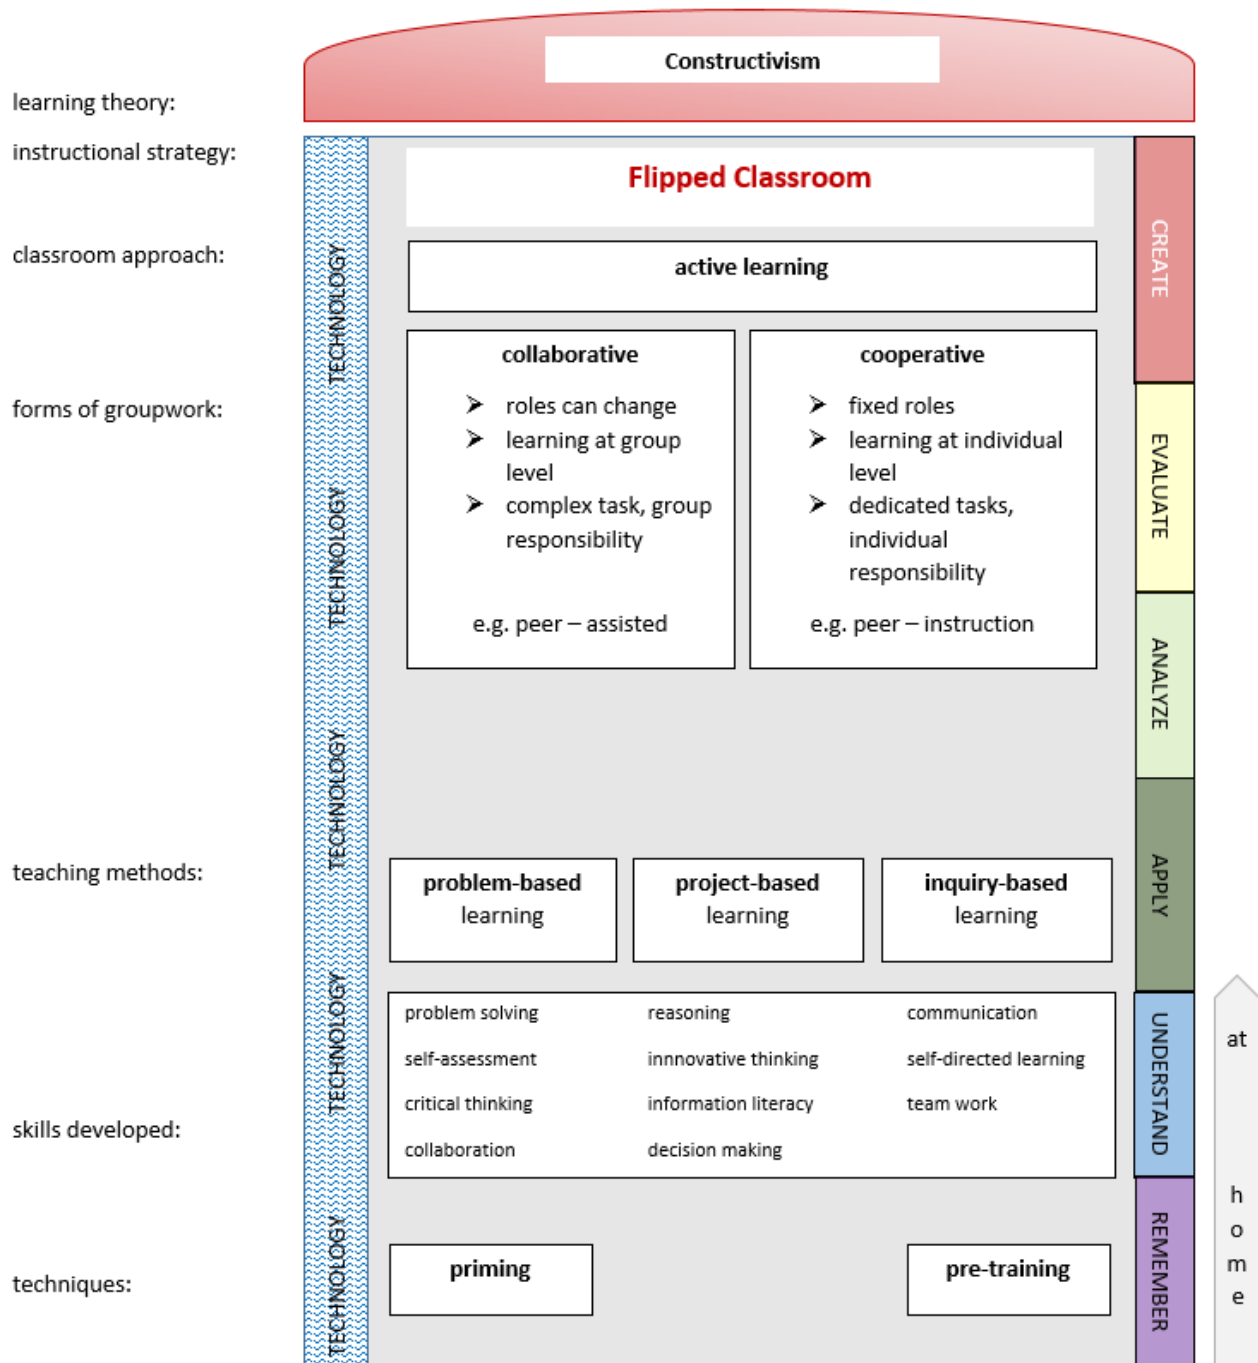 Constructivism
learning theory:
instructional strategy:
Flipped Classroom
classroom approach:
active learning
forms of groupwork:
collaborative
➢ roles can change
➢ learning at group
level
➢ complex task, group
responsibility
e.g. peer – assisted
cooperative
➢ fixed roles
➢ learning at individual
level
➢ dedicated tasks,
individual
responsibility
e.g. peer – instruction
teaching methods:
problem-based
learning
project-based
learning
inquiry-based
learning
skills developed:
problem solving
reasoning
communication
self-assessment
innnovative thinking
self-directed learning
critical thinking
information literacy
team work
collaboration
decision making
techniques:
priming
pre-training
TECHNOLOGY
TECHNOLOGY
TECHNOLOGY
TECHNOLOGY
TECHNOLOGY
CREATE
EVALUATE
ANALYZE
APPLY
UNDERSTAND
REMEMBER
at
home